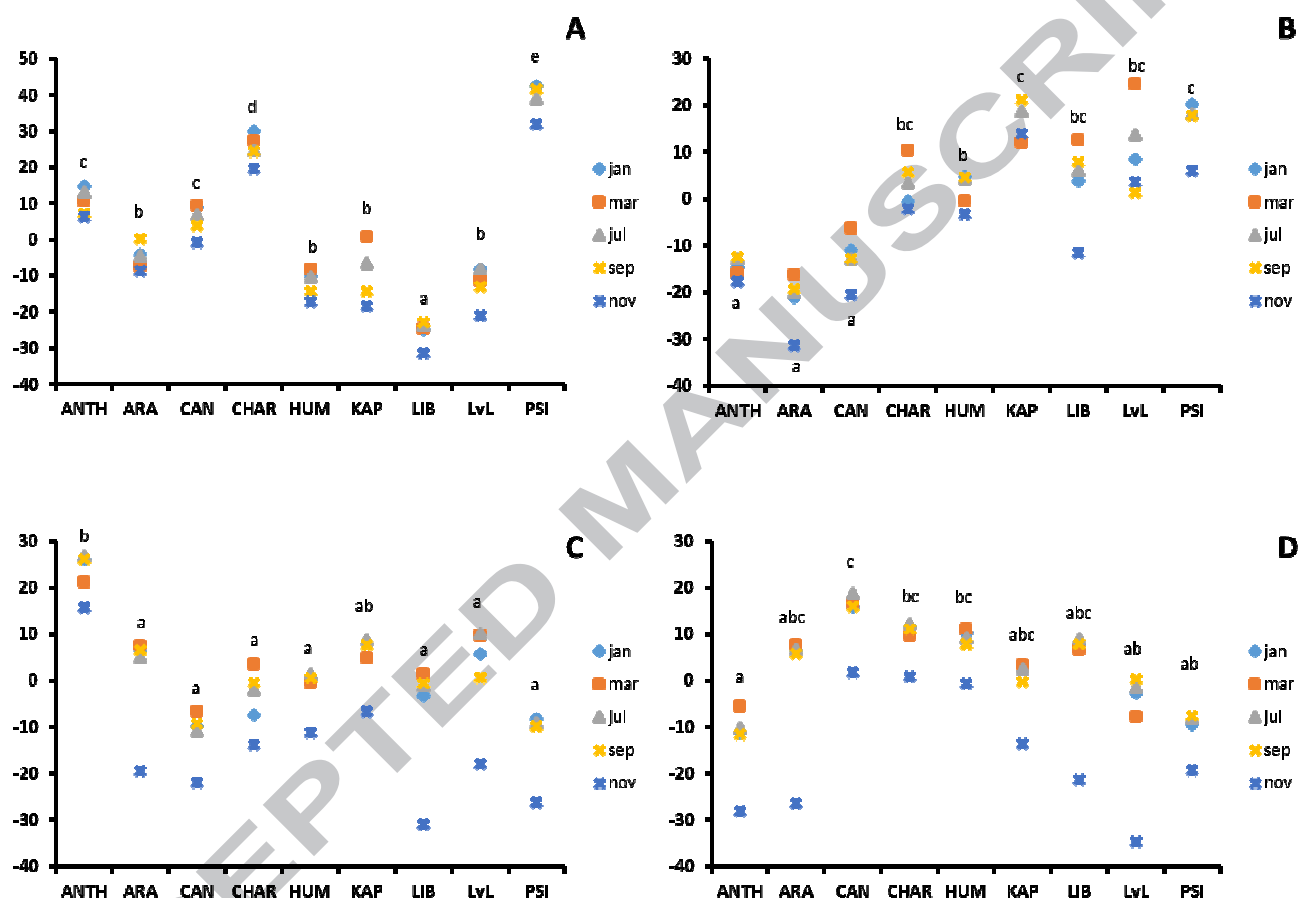 A
50
40
30
20
10
0
-10
-20
-30
-40
c
b
c
d
b
b
a
b
e
ANTH ARA CAN CHAR HUM KAP LIB LvL PSI
jan
mar
jul
sep
nov
B
30
20
10
0
-10
-20
-30
-40
a
a
a
bc
b
c
bc
bc
c
ANTH ARA CAN CHAR HUM KAP LIB LvL PSI
jan
mar
jul
sep
nov
C
30
20
10
0
-10
-20
-30
-40
b
a
a
a
a
ab
a
a
a
ANTH ARA CAN CHAR HUM KAP LIB LvL PSI
jan
mar
jul
sep
nov
D
30
20
10
0
-10
-20
-30
-40
a
abc
c
bc
bc
abc
abc
ab
ab
ANTH ARA CAN CHAR HUM KAP LIB LvL PSI
jan
mar
jul
sep
nov
EPTED MANUSCRI